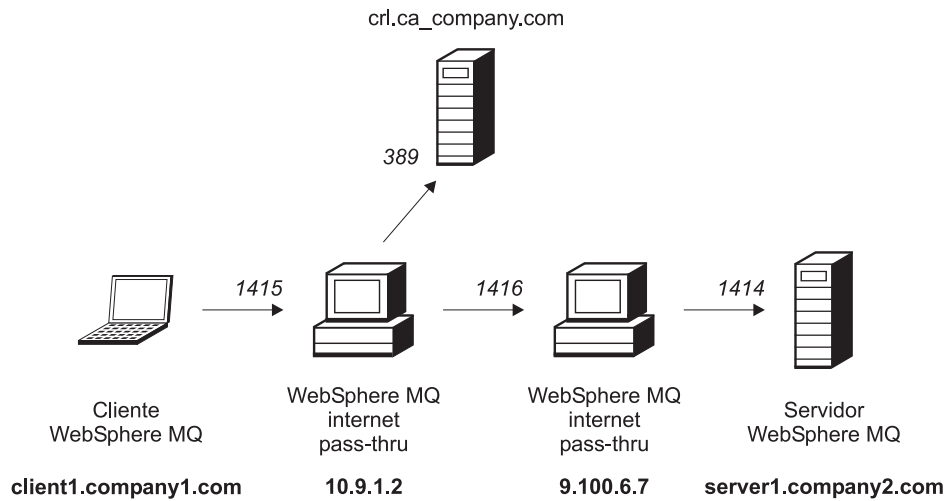 crl.ca_company.com
389
1415
1416
1414
Cliente
WebSphere MQ
WebSphere MQ
internet
pass-thru
WebSphere MQ
internet
pass-thru
Servidor
WebSphere MQ
client1.company1.com
10.9.1.2
9.100.6.7
server1.company2.com